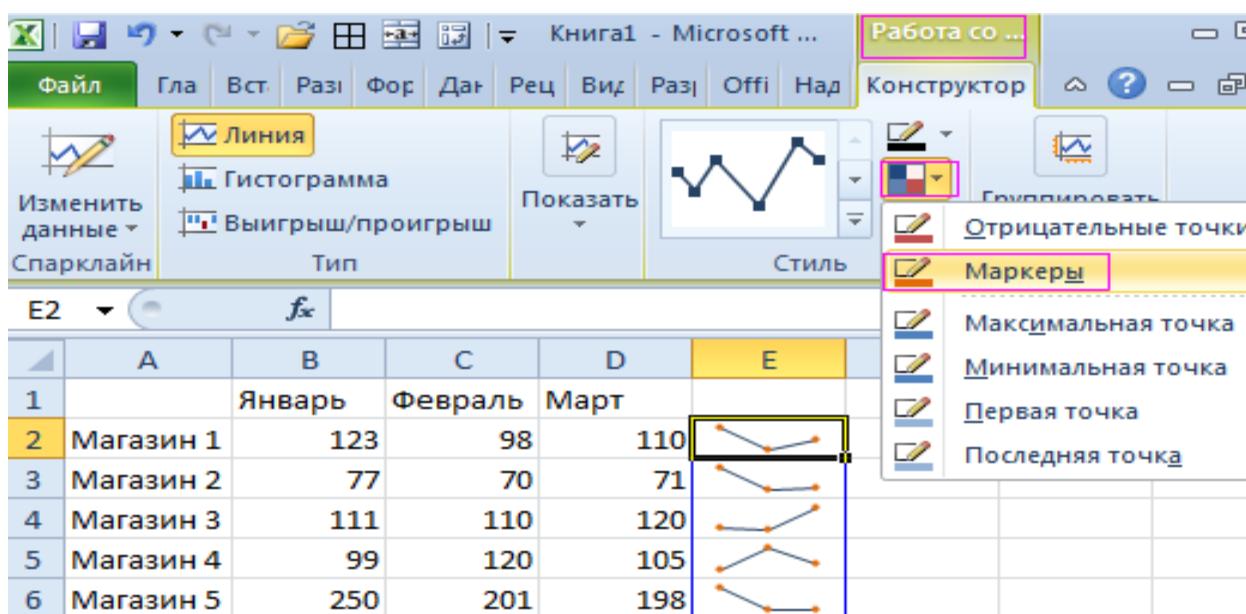 Книга1 - Microsoft ... Работа со ...
Файл Гла Вст Разı Фор Дан Рец Вид Разj Offi Над Конструктор
Линия
Гистограмма
Выигрыш/проигрыш
Изменить данные
Показать
Группировать
Спарклайн Тип Стиль
Отрицательные точки
Маркеры
Максимальная точка
Минимальная точка
Первая точка
Последняя точка
E2 fx
A B C D E
1 Январь Февраль Март
2 Магазин 1 123 98 110
3 Магазин 2 77 70 71
4 Магазин 3 111 110 120
5 Магазин 4 99 120 105
6 Магазин 5 250 201 198